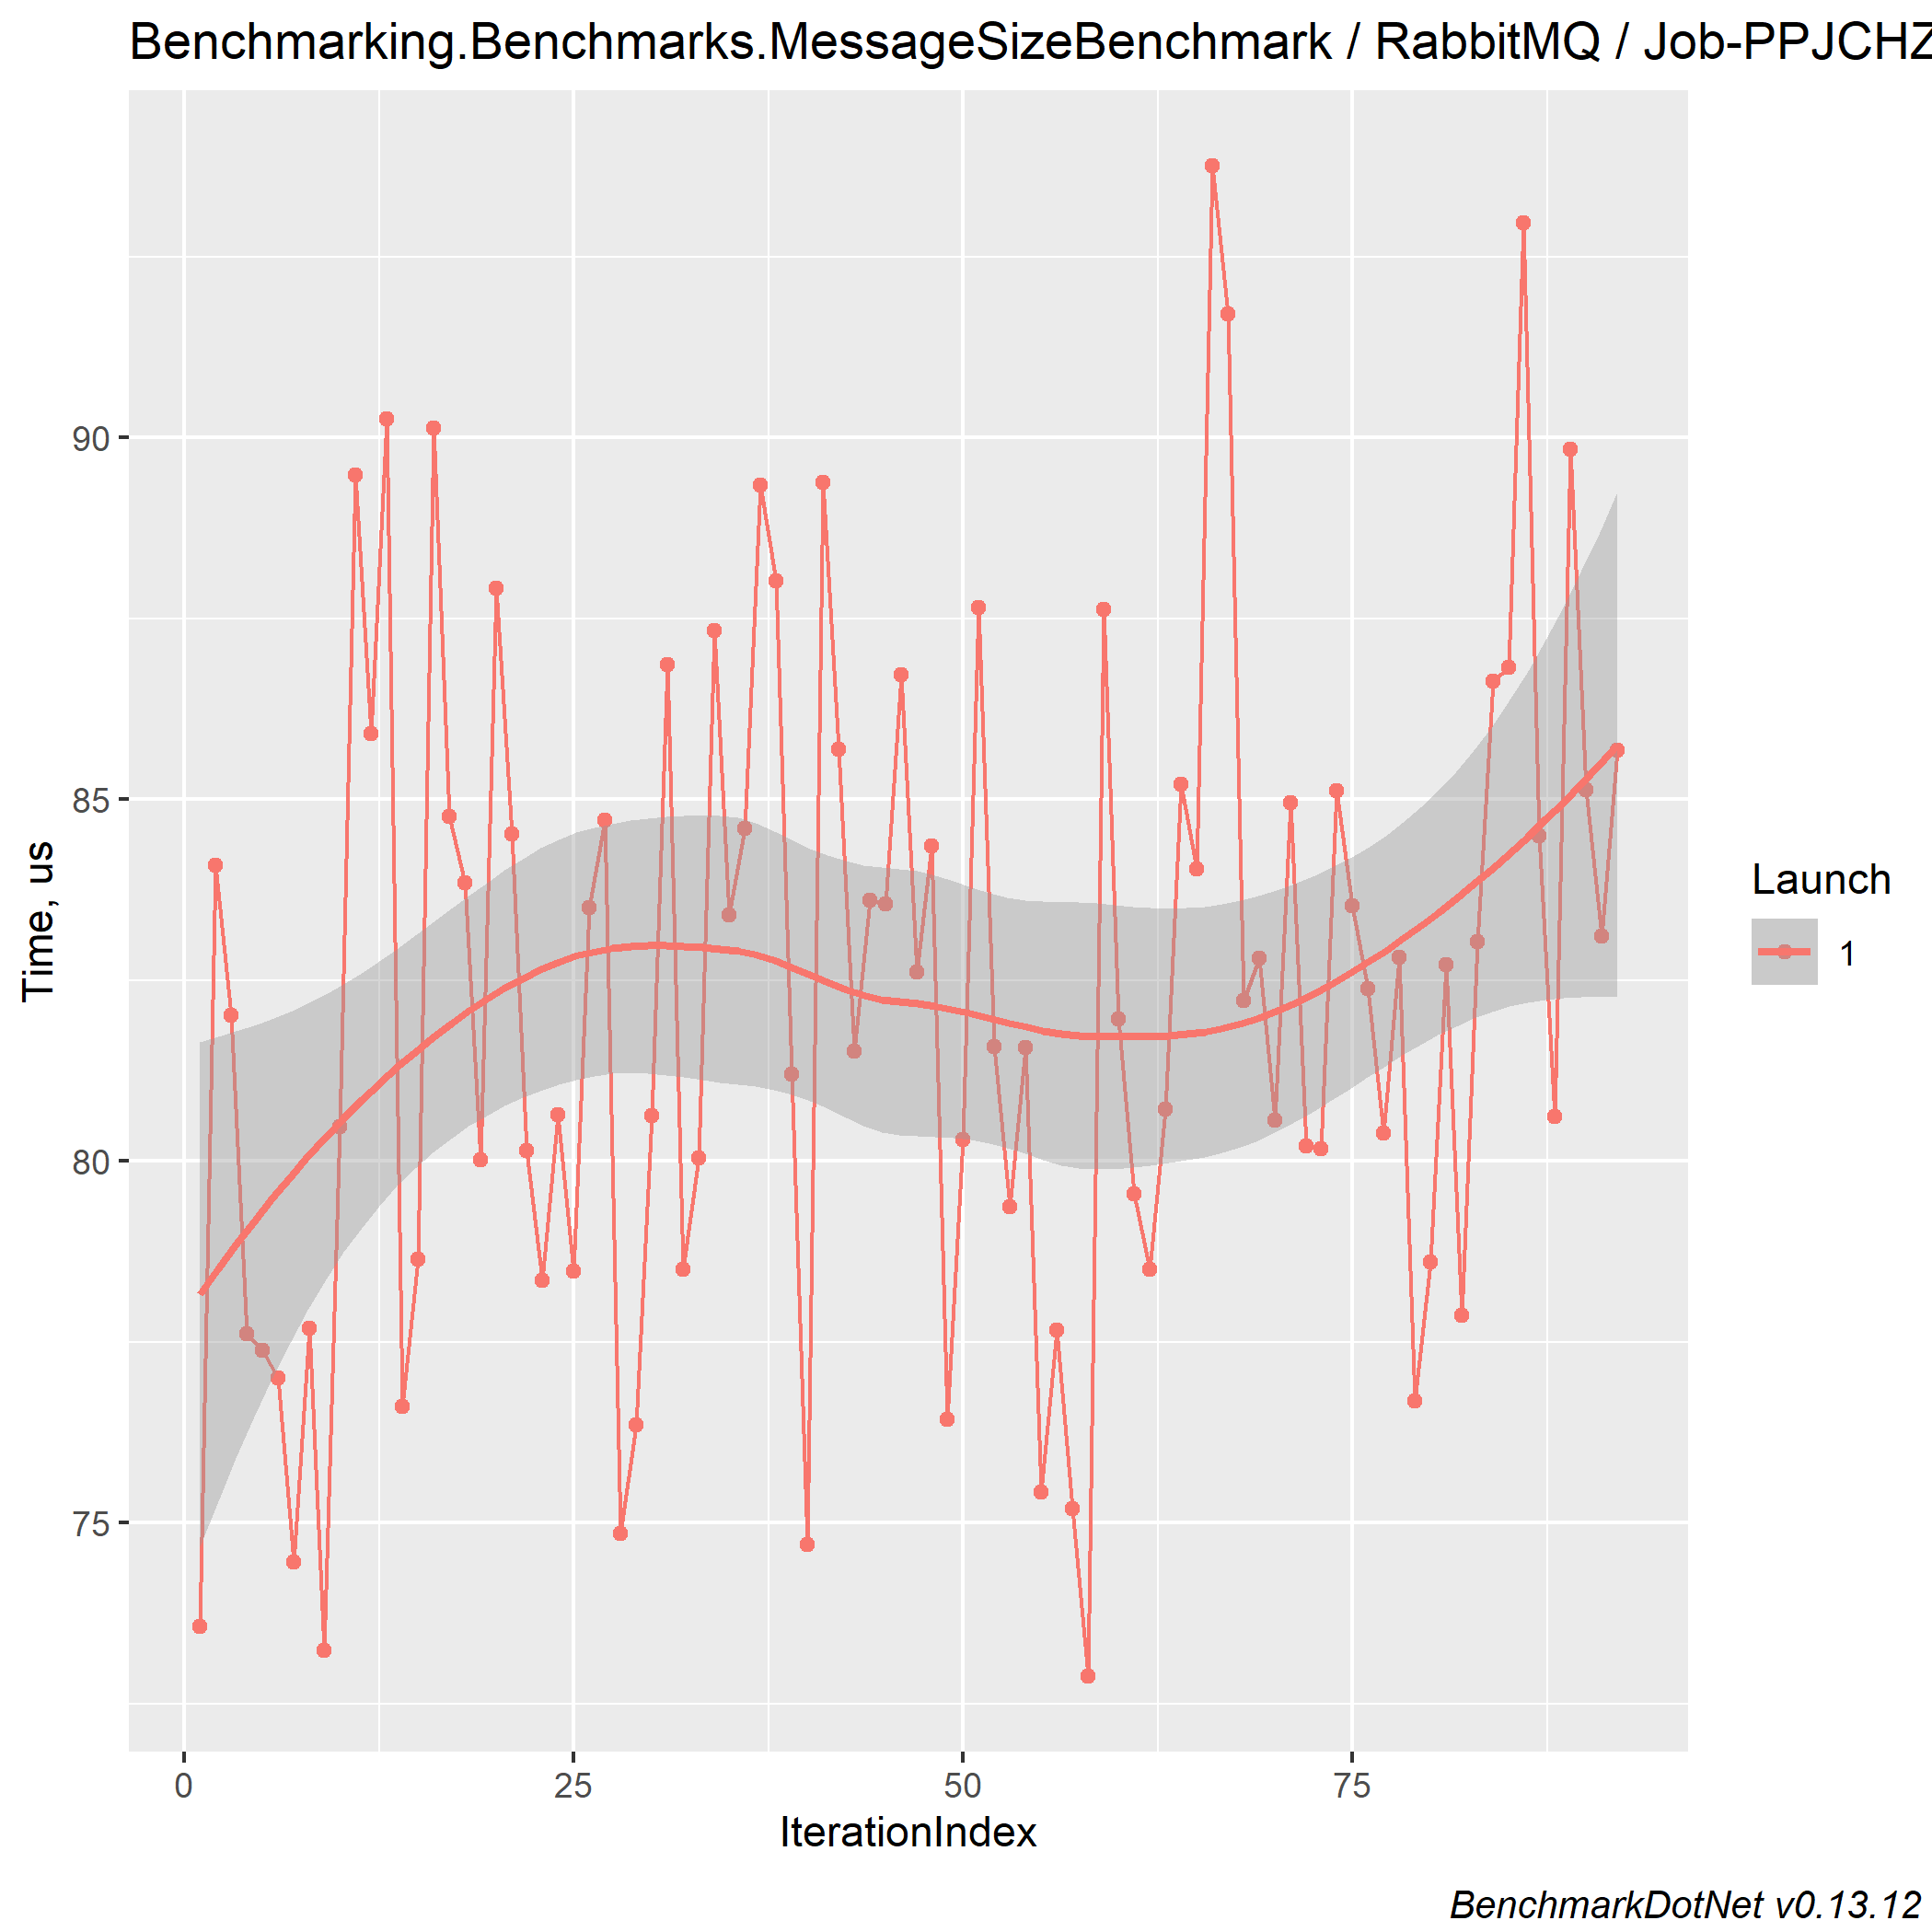 Benchmarking.Benchmarks.MessageSizeBenchmark / RabbitMQ / Job-PPJCHZ
90
85
80
75
Time, us
0 25 50 75
IterationIndex
Launch
1
BenchmarkDotNet v0.13.12